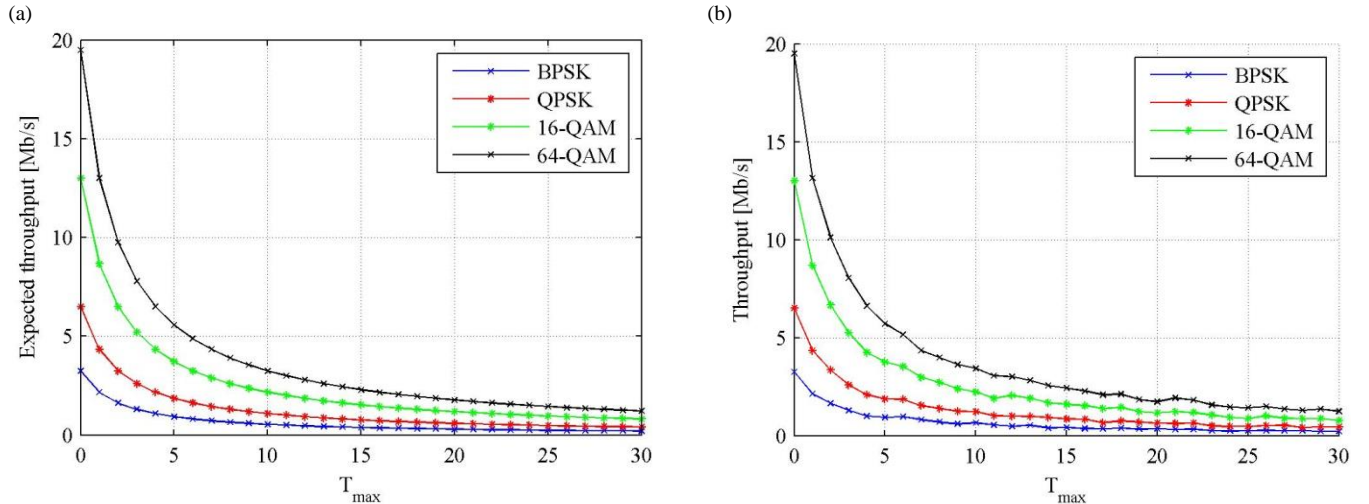 (a)
20
15
10
5
0
0 5 10 15 20 25 30
Expected throughput [Mb/s]
T_max
BPSK
QPSK
16-QAM
64-QAM
(b)
20
15
10
5
0
0 5 10 15 20 25 30
Throughput [Mb/s]
T_max
BPSK
QPSK
16-QAM
64-QAM